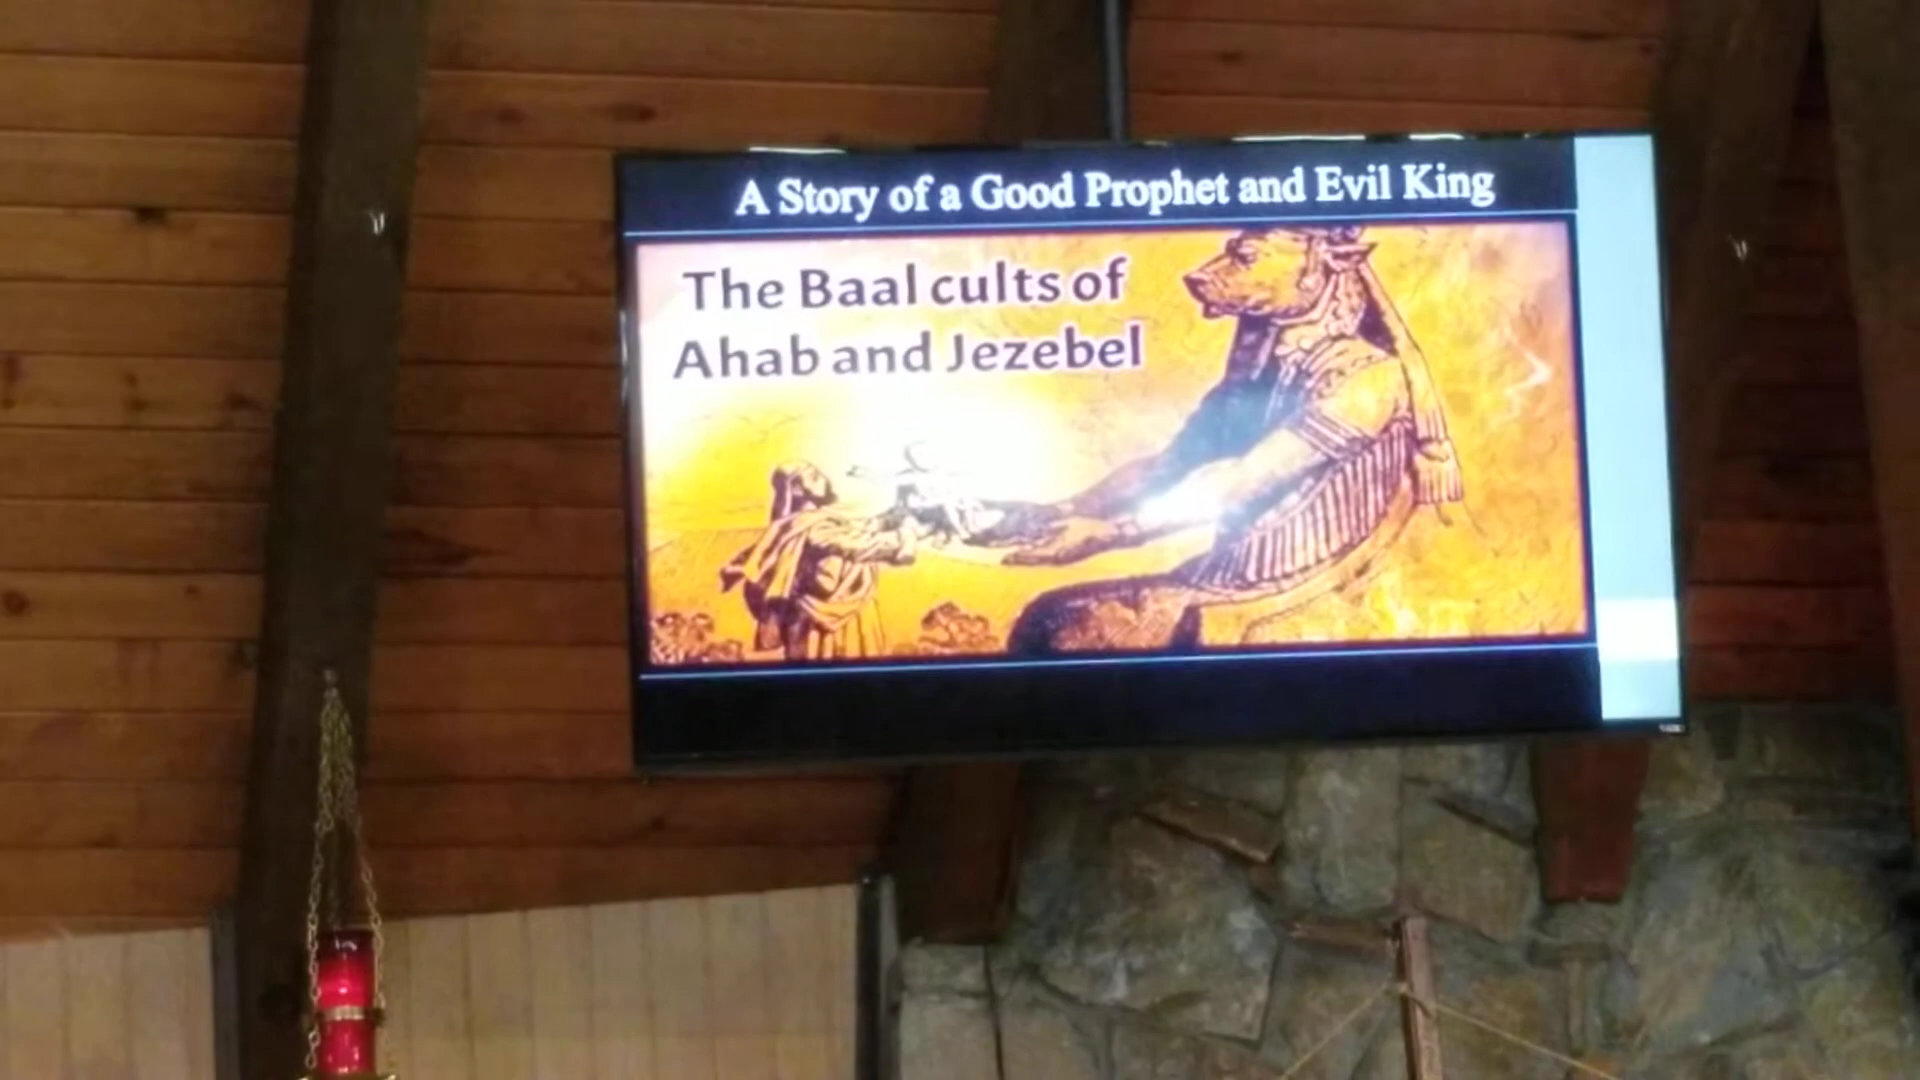 A Story of a Good Prophet and Evil King
The Baal cults of
Ahab and Jezebel